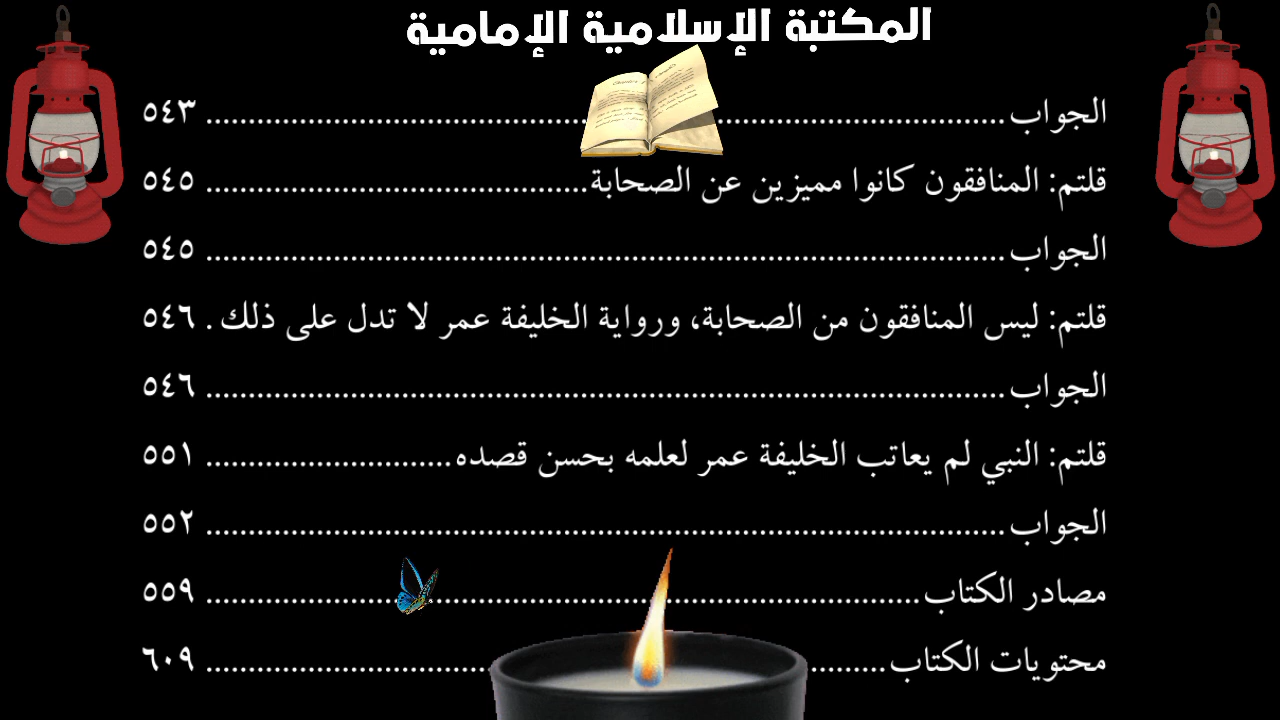 المكتبة الإسلامية الإمامية
الجواب ........ ٥٤٣
قلتم: المنافقون كانوا مميزين عن الصحابة ........ ٥٤٥
الجواب ........ ٥٤٥
قلتم: ليس المنافقون من الصحابة، ورواية الخليفة عمر لا تدل على ذلك . ٥٤٦
الجواب ........ ٥٤٦
قلتم: النبي لم يعاتب الخليفة عمر لعلمه بحسن قصده ........ ٥٥١
الجواب ........ ٥٥٢
مصادر الكتاب ........ ٥٥٩
محتويات الكتاب ........ ٦٠٩